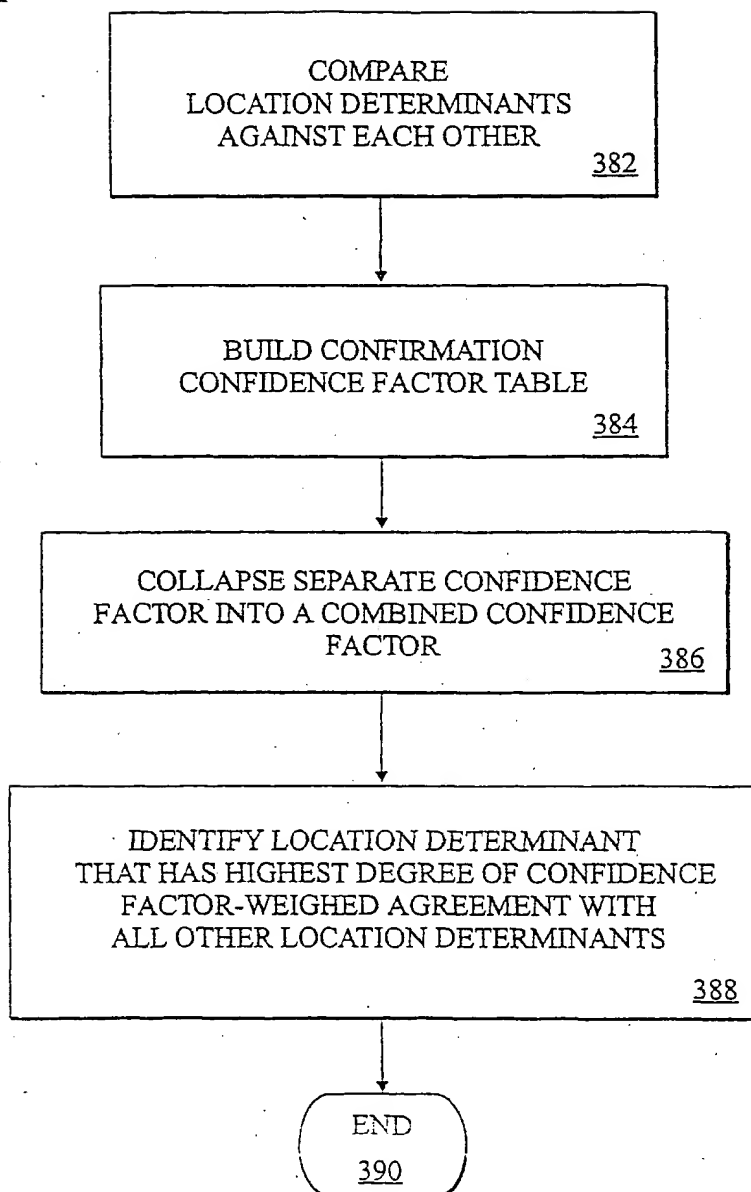 COMPARE
LOCATION DETERMINANTS
AGAINST EACH OTHER
382
BUILD CONFIRMATION
CONFIDENCE FACTOR TABLE
384
COLLAPSE SEPARATE CONFIDENCE
FACTOR INTO A COMBINED CONFIDENCE
FACTOR
386
IDENTIFY LOCATION DETERMINANT
THAT HAS HIGHEST DEGREE OF CONFIDENCE
FACTOR-WEIGHED AGREEMENT WITH
ALL OTHER LOCATION DETERMINANTS
388
END
390